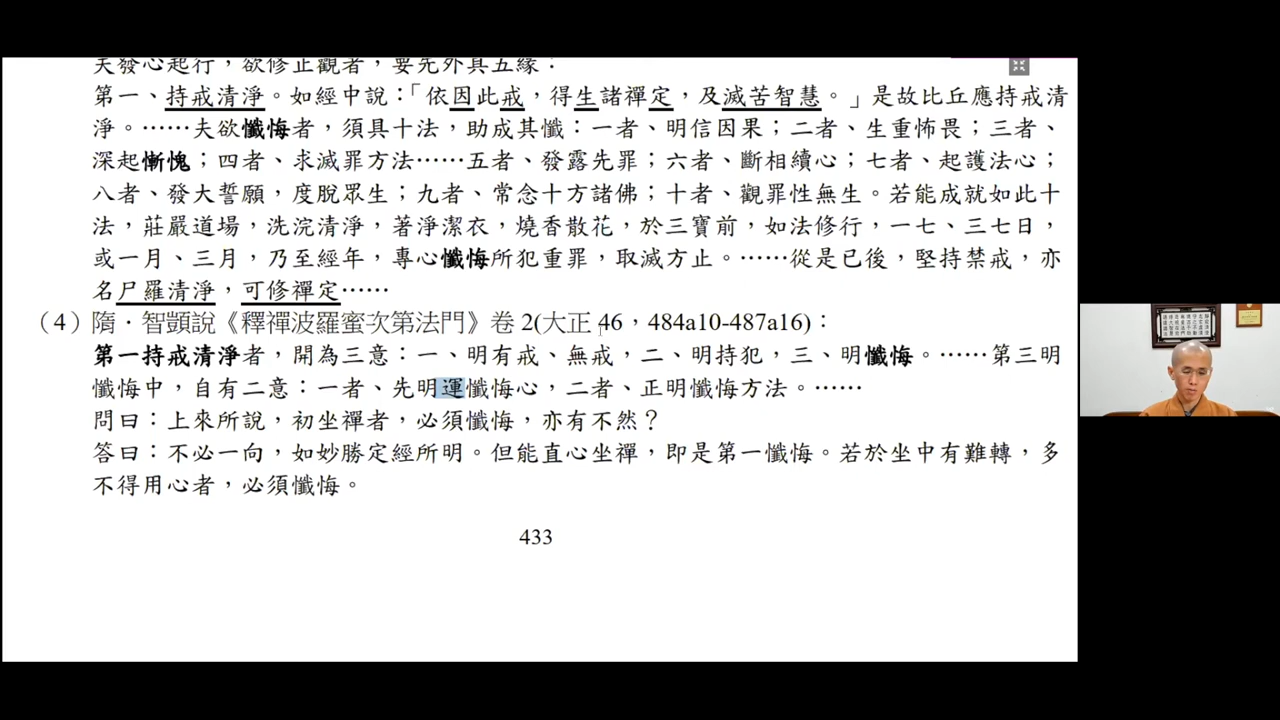 夫發心起行，欲修止觀者，要先外具五緣：
第一、持戒清淨。如經中說：「依因此戒，得生諸禪定，及滅苦智慧。」是故比丘應持戒清
淨。……夫欲懺悔者，須具十法，助成其懺：一者、明信因果；二者、生重怖畏；三者、
深起慚愧；四者、求滅罪方法……五者、發露先罪；六者、斷相續心；七者、起護法心；
八者、發大誓願，度脫眾生；九者、常念十方諸佛；十者、觀罪性無生。若能成就如此十
法，莊嚴道場，洗浣清淨，著淨潔衣，燒香散花，於三寶前，如法修行，一七、三七日，
或一月、三月，乃至經年，專心懺悔所犯重罪，取滅方止。……從是已後，堅持禁戒，亦
名尸羅清淨，可修禪定……
（4）隋．智顗說《釋禪波羅蜜次第法門》卷 2(大正 46，484a10-487a16)：
第一持戒清淨者，開為三意：一、明有戒、無戒，二、明持犯，三、明懺悔。……第三明
懺悔中，自有二意：一者、先明運懺悔心，二者、正明懺悔方法。……
問曰：上來所說，初坐禪者，必須懺悔，亦有不然？
答曰：不必一向，如妙勝定經所明。但能直心坐禪，即是第一懺悔。若於坐中有難轉，多
不得用心者，必須懺悔。
433